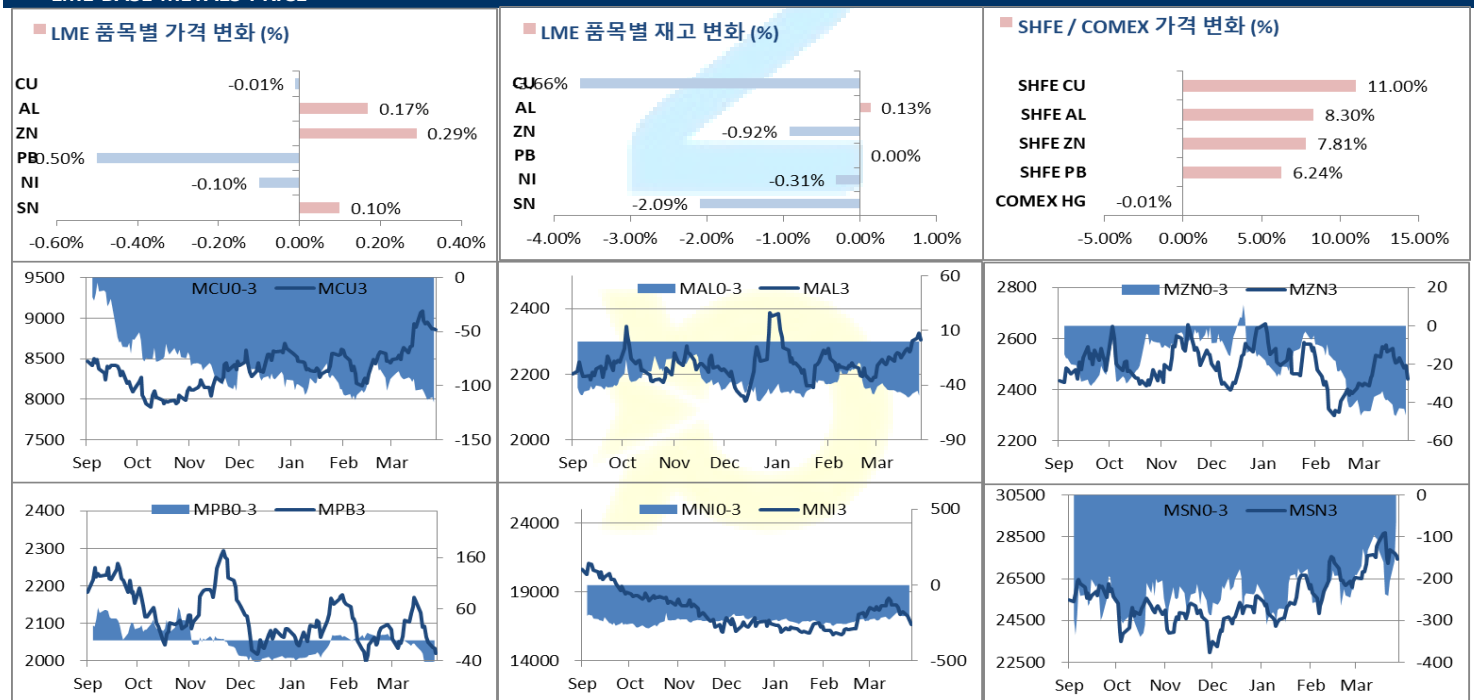 LME 품목별 가격 변화 (%)
CU -0.01%
AL 0.17%
ZN 0.29%
PB 0.50%
NI -0.10%
SN 0.10%
-0.60% -0.40% -0.20% 0.00% 0.20% 0.40%
LME 품목별 재고 변화 (%)
CU .66%
AL 0.13%
ZN -0.92%
PB 0.00%
NI -0.31%
SN -2.09%
-4.00% -3.00% -2.00% -1.00% 0.00% 1.00%
SHFE / COMEX 가격 변화 (%)
SHFE CU 11.00%
SHFE AL 8.30%
SHFE ZN 7.81%
SHFE PB 6.24%
COMEX HG -0.01%
-5.00% 0.00% 5.00% 10.00% 15.00%
MCU0-3 MCU3
9500 0
9000 -50
8500
8000 -100
7500 -150
Sep Oct Nov Dec Jan Feb Mar
MAL0-3 MAL3
60
2400
10
2200
-40
2000 -90
Sep Oct Nov Dec Jan Feb Mar
MZN0-3 MZN3
2800 20
0
2600
-20
2400
-40
2200 -60
Sep Oct Nov Dec Jan Feb Mar
MPB0-3 MPB3
2400
2300 160
2200
60
2100
2000 -40
Sep Oct Nov Dec Jan Feb Mar
MNI0-3 MNI3
500
24000
0
19000
14000 -500
Sep Oct Nov Dec Jan Feb Mar
MSN0-3 MSN3
30500 0
28500 -100
26500 -200
24500 -300
22500 -400
Sep Oct Nov Dec Jan Feb Mar